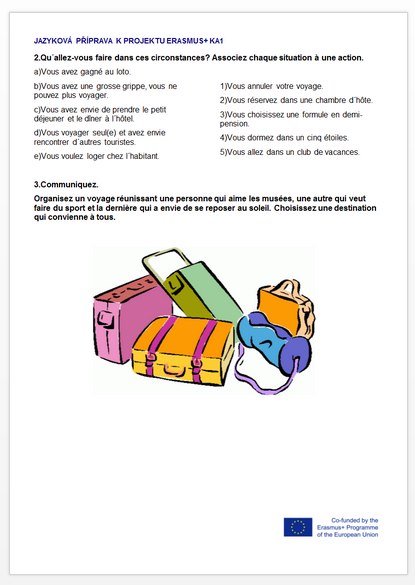 JAZYKOVÁ PŘÍPRAVA K PROJEKTU ERASMUS+ KA1
2.Qu´allez-vous faire dans ces circonstances? Associez chaque situation à une action.
a)Vous avez gagné au loto.
b)Vous avez une grosse grippe, vous ne
pouvez plus voyager.
c)Vous avez envie de prendre le petit
déjeuner et le dîner à l´hôtel.
d)Vous voyager seul(e) et avez envie
rencontrer d´autres touristes.
e)Vous voulez loger chez l´habitant.
1)Vous annuler votre voyage.
2)Vous réservez dans une chambre d´hôte.
3)Vous choisissez une formule en demi-
pension.
4)Vous dormez dans un cinq étoiles.
5)Vous allez dans un club de vacances.
3.Communiquez.
Organisez un voyage réunissant une personne qui aime les musées, une autre qui veut
faire du sport et la dernière qui a envie de se reposer au soleil. Choisissez une destination
qui convienne à tous.
Co-funded by the
Erasmus+ Programme
of the European Union